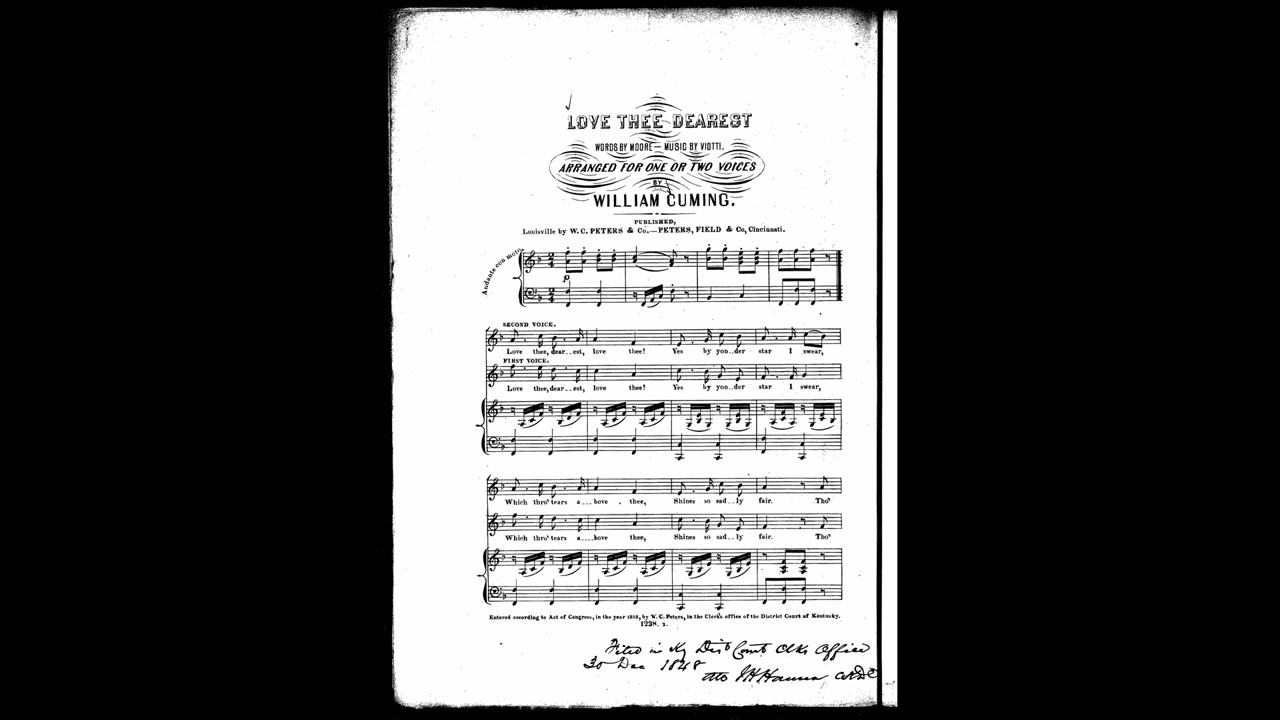 LOVE THEE DEAREST
WORDS BY MOORE — MUSIC BY VIOTTI.
ARRANGED FOR ONE OR TWO VOICES
BY
WILLIAM CUMING.
PUBLISHED,
Louisville by W. C. PETERS & Co.—PETERS, FIELD & Co, Cincinnati.
Andante con moto.
p
SECOND VOICE.
Love thee, dear..est, love thee! Yes by yon..der star I swear,
FIRST VOICE.
Love thee, dear..est, love thee! Yes by yon..der star I swear,
Which thro' tears a...bove . thee, Shines so sad..ly fair. Tho'
Which thro' tears a....bove thee, Shines so sad..ly fair. Tho'
Entered according to Act of Congress, in the year 1848, by W. C. Peters, in the Clerk's office of the District Court of Kentucky.
1238. 2.
Filed in Ky Dist Court Clks Office
30 Dec 1848
JH Hanna